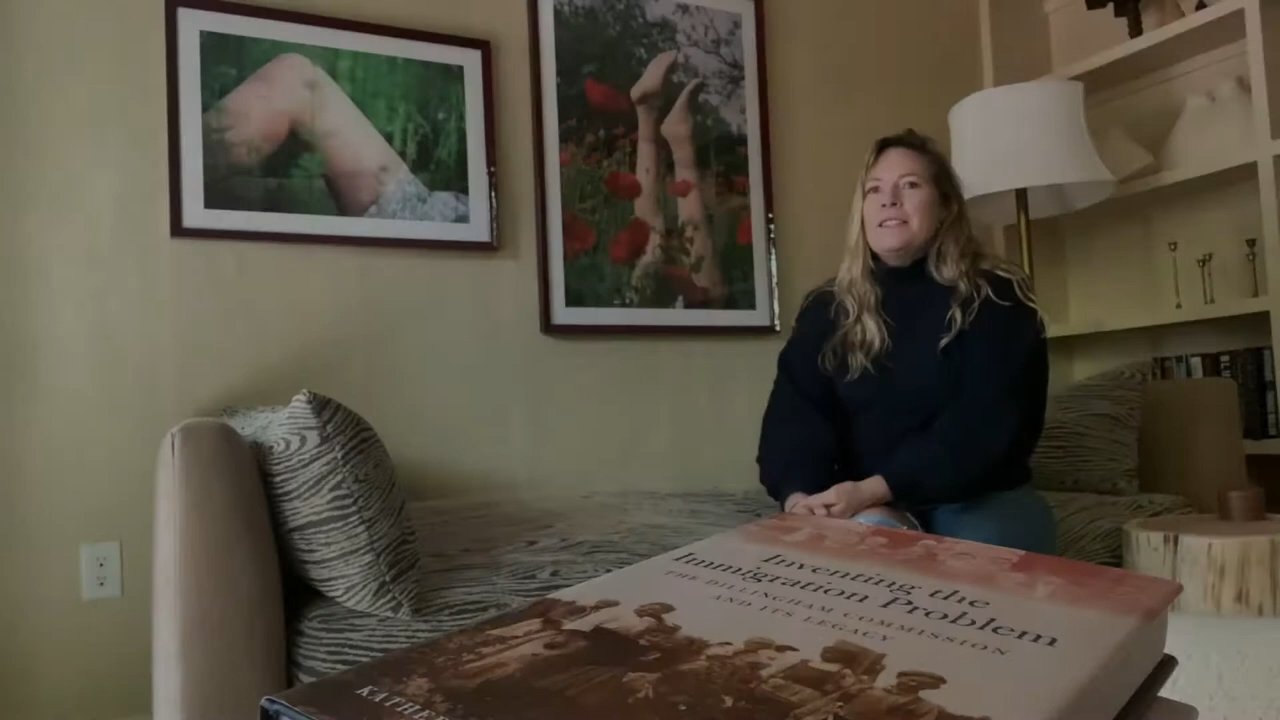 Inventing the
Immigration Problem
THE DILLINGHAM COMMISSION
AND ITS LEGACY